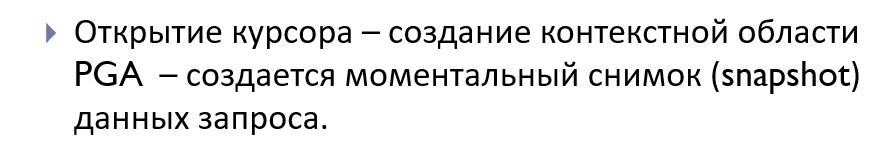 Открытие курсора – создание контекстной области
PGA – создается моментальный снимок (snapshot)
данных запроса.